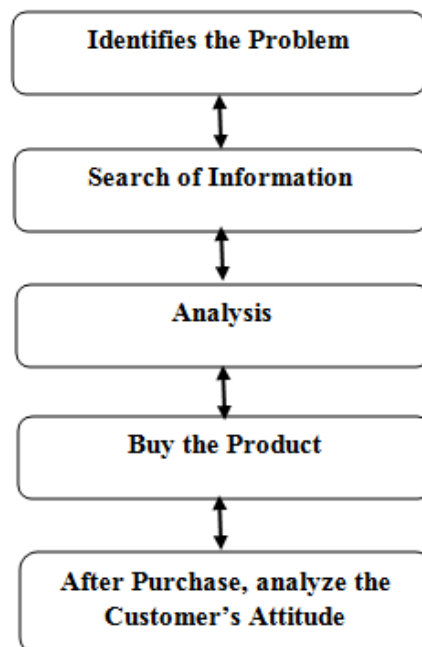 Identifies the Problem
Search of Information
Analysis
Buy the Product
After Purchase, analyze the
Customer’s Attitude